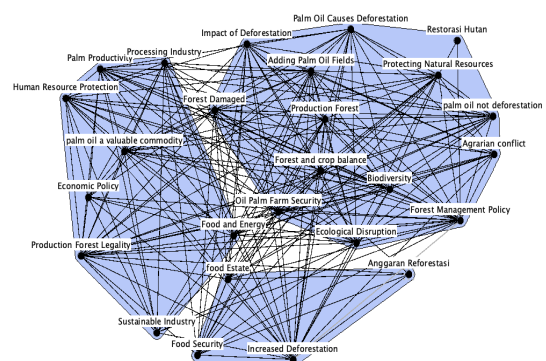 Palm Oil Causes Deforestation
Impact of Deforestation
Restorasi Hutan
Processing Industry
Palm Productivity
Adding Palm Oil Fields
Protecting Natural Resources
Human Resource Protection
Forest Damaged
Production Forest
palm oil not deforestation
palm oil a valuable commodity
Agrarian conflict
Forest and crop balance
Biodiversity
Economic Policy
Oil Palm Farm Security
Forest Management Policy
Food and Energy
Ecological Disruption
Production Forest Legality
food Estate
Anggaran Reforestasi
Sustainable Industry
Food Security
Increased Deforestation